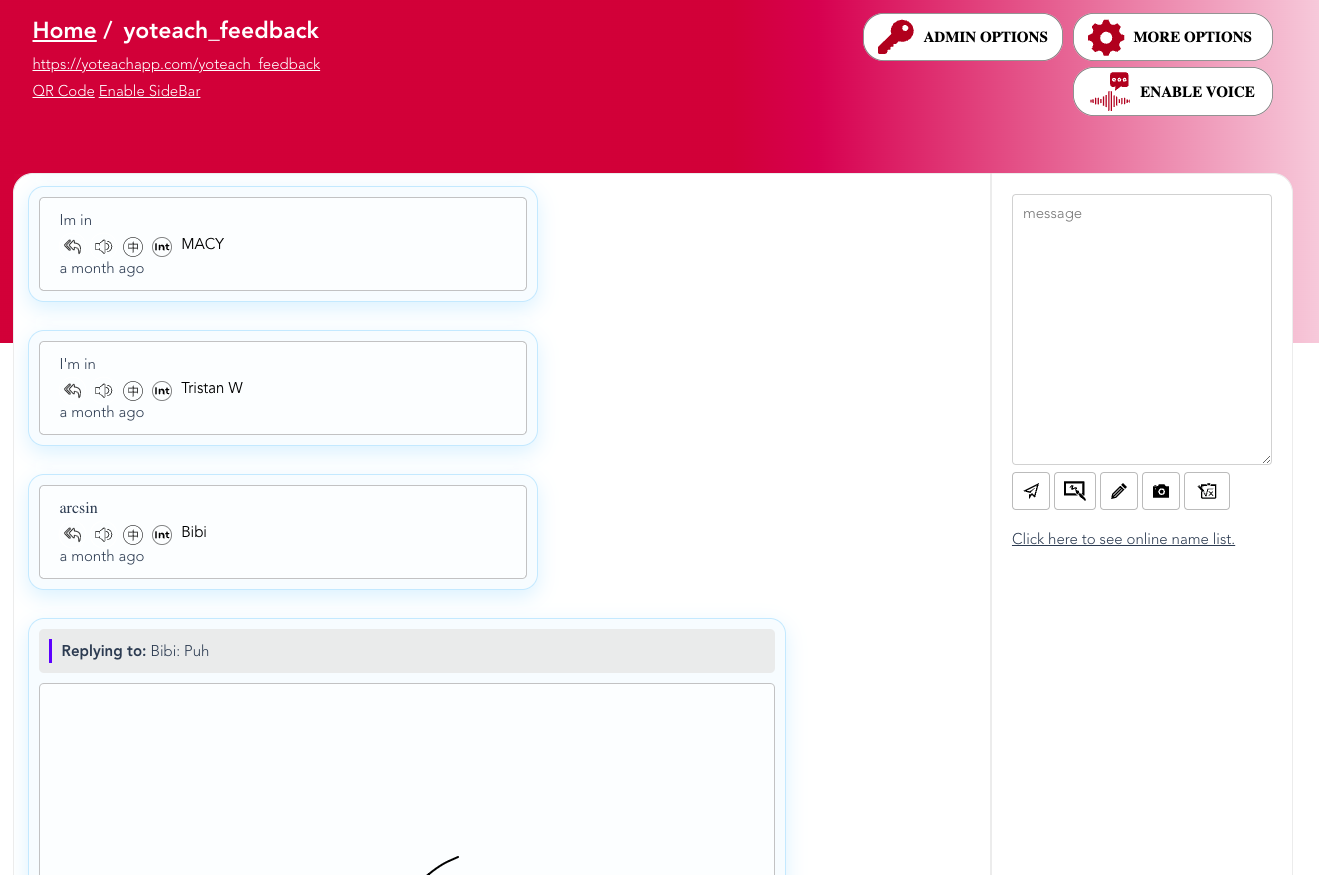 Home / yoteach_feedback
https://yoteachapp.com/yoteach_feedback
QR Code Enable SideBar
ADMIN OPTIONS
MORE OPTIONS
ENABLE VOICE
Im in
中 Int MACY
a month ago
I'm in
中 Int Tristan W
a month ago
arcsin
中 Int Bibi
a month ago
Replying to: Bibi: Puh
message
√x
Click here to see online name list.